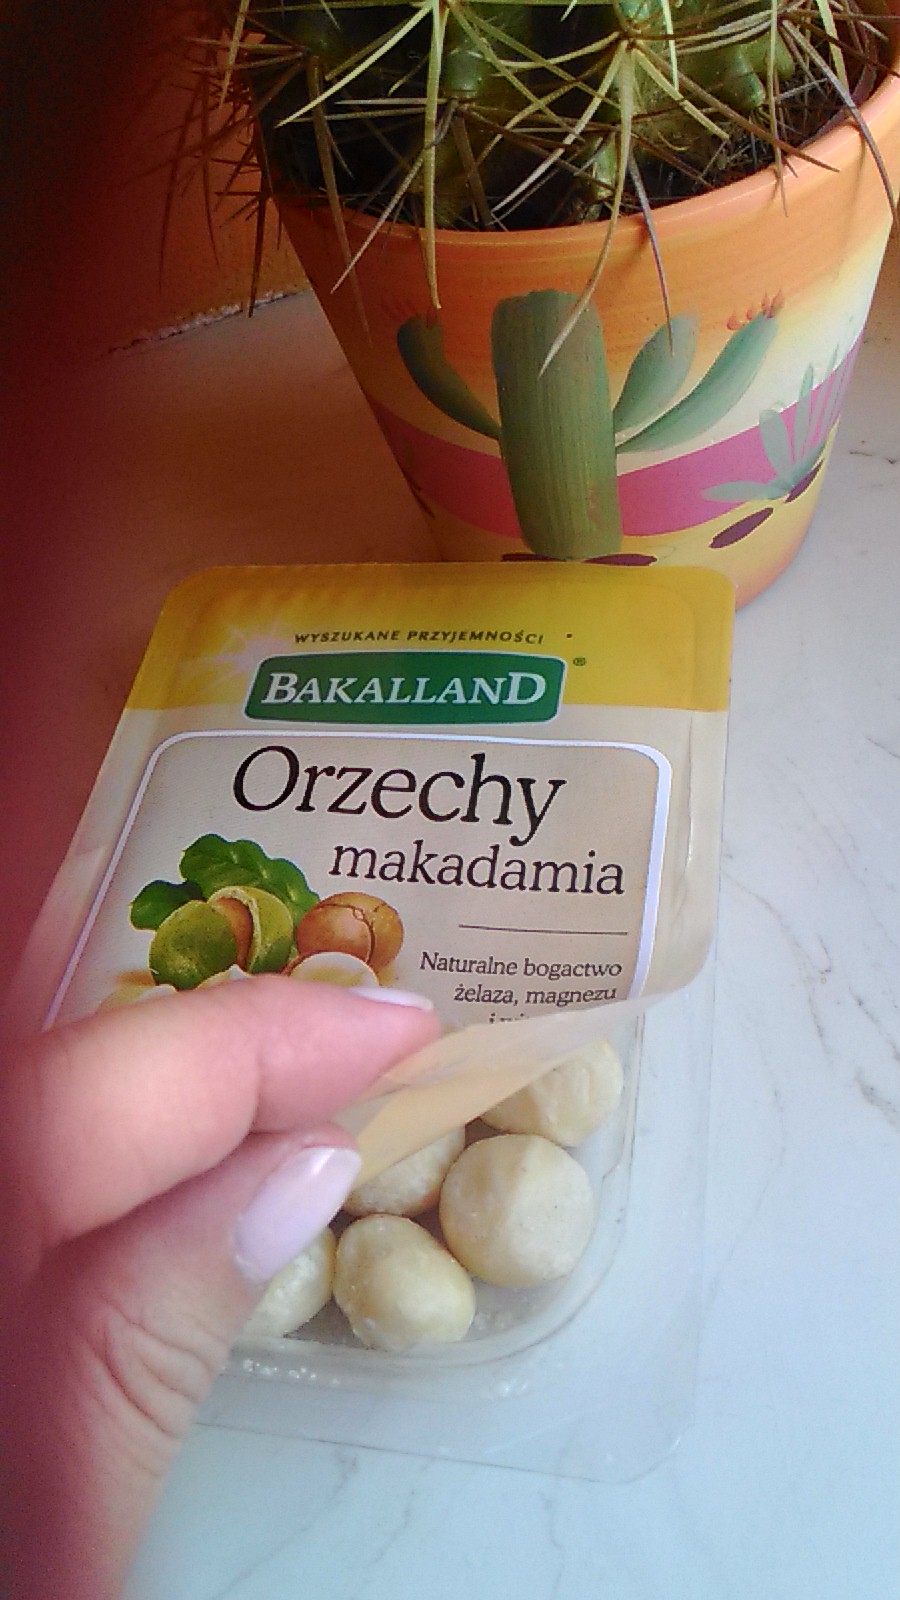 WYSZUKANE PRZYJEMNOŚCI
BAKALLAND®
Orzechy
makadamia
Naturalne bogactwo
żelaza, magnezu
i